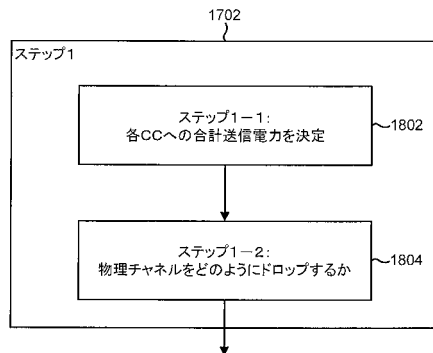 1702
ステップ1
ステップ1-1:
各CCへの合計送信電力を決定
1802
ステップ1-2:
物理チャネルをどのようにドロップするか
1804